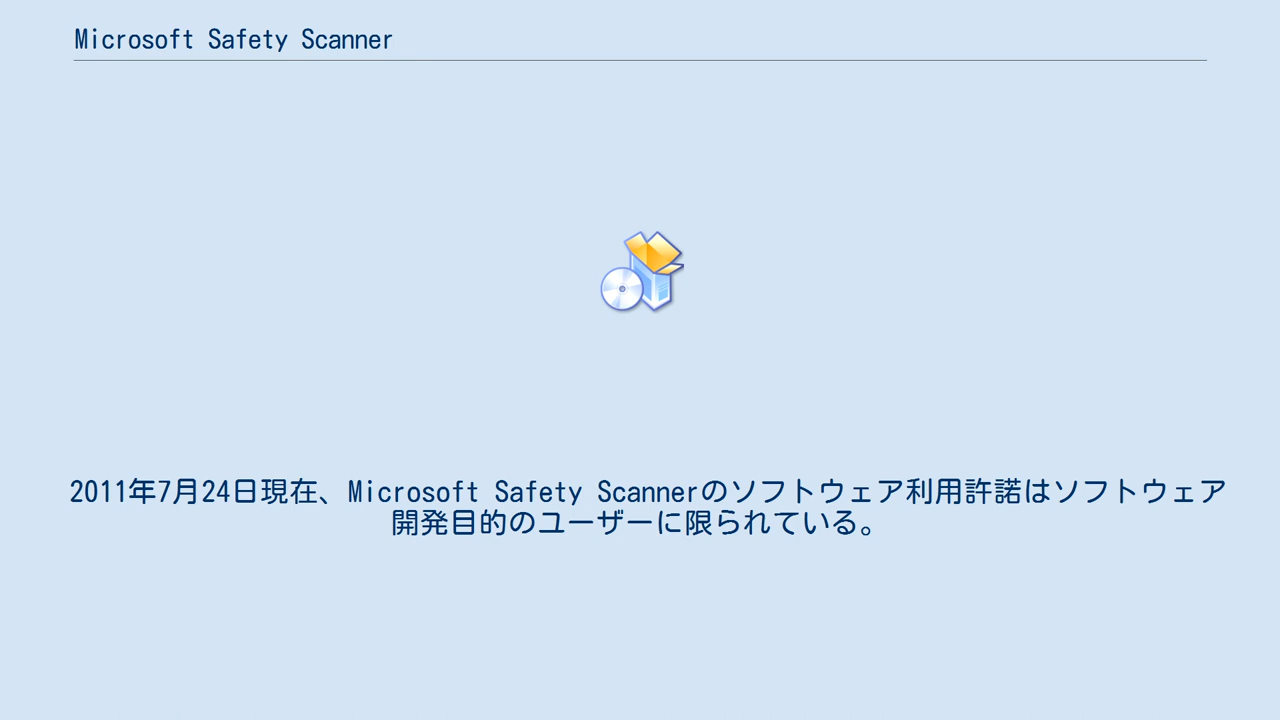 Microsoft Safety Scanner
2011年7月24日現在、Microsoft Safety Scannerのソフトウェア利用許諾はソフトウェア
開発目的のユーザーに限られている。